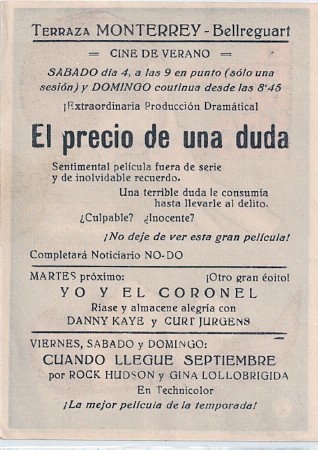 TERRAZA MONTERREY - Bellreguart
CINE DE VERANO
SABADO día 4, a las 9 en punto (sólo una
sesión) y DOMINGO coutinua desde las 8'45
¡Extraordinaria Producción Dramática!
El precio de una duda
Sentimental película fuera de serie
y de inolvidable recuerdo.
Una terrible duda le consumia
hasta llevarle al delito.
¿Culpable? ¿Inocente?
¡No deje de ver esta gran película!
Completará Noticiario NO-DO
MARTES próximo: ¡Otro gran éoito!
YO Y EL CORONEL
Ríase y almacene alegría con
DANNY KAYE y CURT JURGENS
VIERNES, SABADO y DOMINGO:
CUANDO LLEGUE SEPTIEMBRE
por ROCK HUDSON y GINA LOLLOBRIGIDA
En Technicolor
¡La mejor película de la temporada!